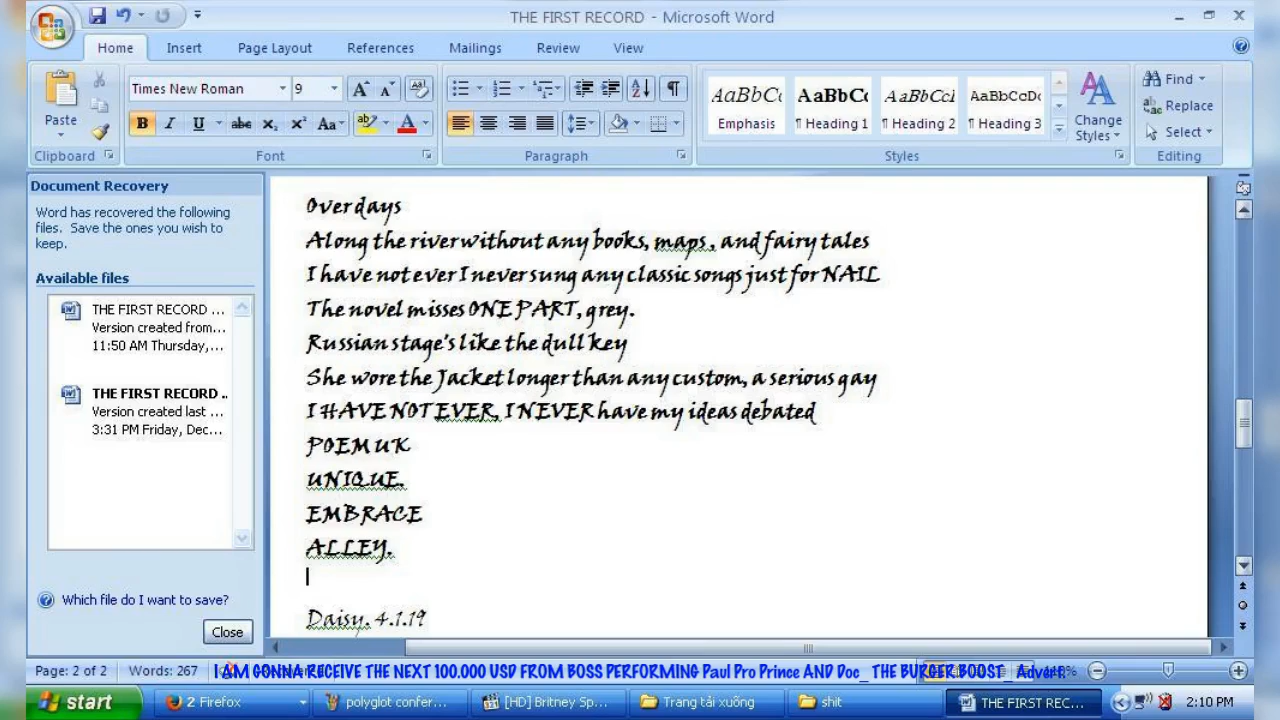 THE FIRST RECORD - Microsoft Word
Home Insert Page Layout References Mailings Review View
Times New Roman 9
AaBbCc AaBbCc AaBbCcI AaBbCcDc
Paste
Emphasis ¶ Heading 1 ¶ Heading 2 ¶ Heading 3
Change Styles
Find
Replace
Select
Clipboard Font Paragraph Styles Editing
Document Recovery
Word has recovered the following
files. Save the ones you wish to
keep.
Available files
THE FIRST RECORD ...
Version created from...
11:50 AM Thursday,...
THE FIRST RECORD ..
Version created last ...
3:31 PM Friday, Dec...
Which file do I want to save?
Close
Over days
Along the river without any books, maps , and fairy tales
I have not ever I never sung any classic songs just for NAIL
The novel misses ONE PART, grey.
Russian stage's like the dull key
She wore the Jacket longer than any custom, a serious gay
I HAVE NOT EVER, I NEVER have my ideas debated
POEM UK
UNIQUE.
EMBRACE
ALLEY.
Daisy. 4.1.19
Page: 2 of 2 Words: 267
I AM GONNA RECEIVE THE NEXT 100.000 USD FROM BOSS PERFORMING Paul Pro Prince AND Doc_ THE BURGER BOOST_ Advert.
start 2 Firefox polyglot confer... [HD] Britney Sp... Trang tải xuống shit THE FIRST REC... 2:10 PM